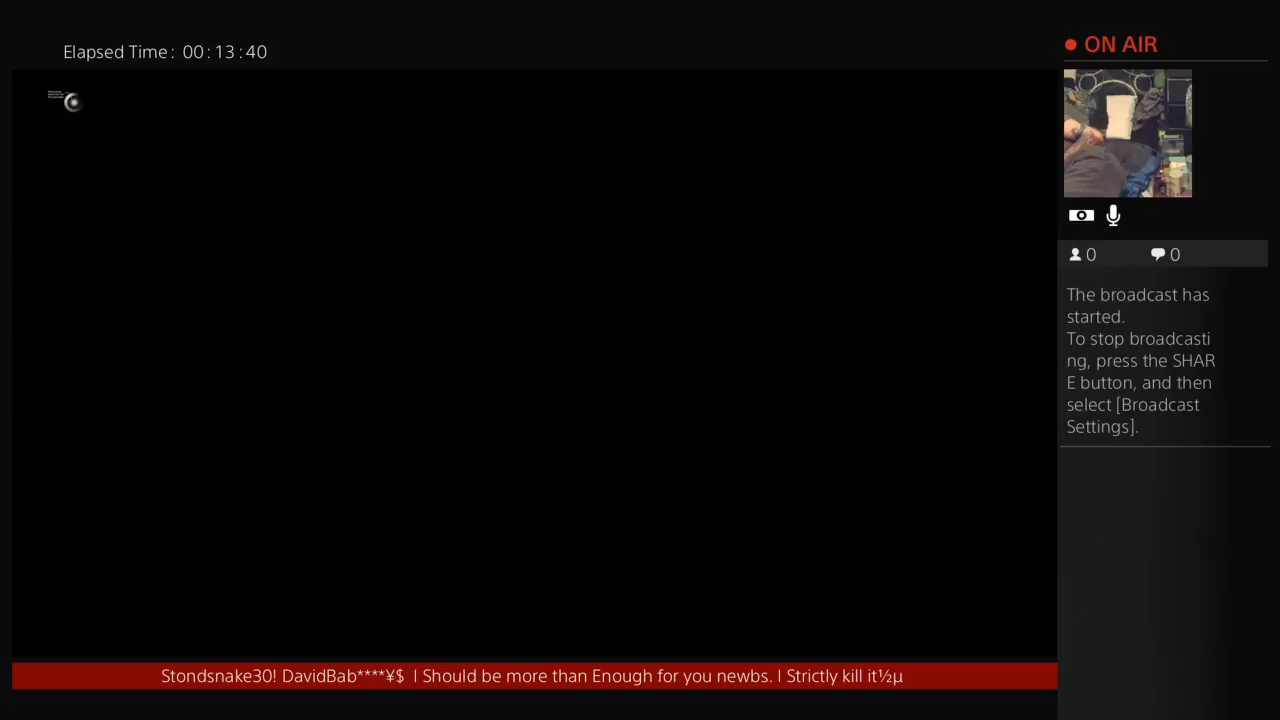 Elapsed Time: 00:13:40
ON AIR
0 0
The broadcast has
started.
To stop broadcasti
ng, press the SHAR
E button, and then
select [Broadcast
Settings].
Stondsnake30! DavidBab****¥$ I Should be more than Enough for you newbs. I Strictly kill it½µ